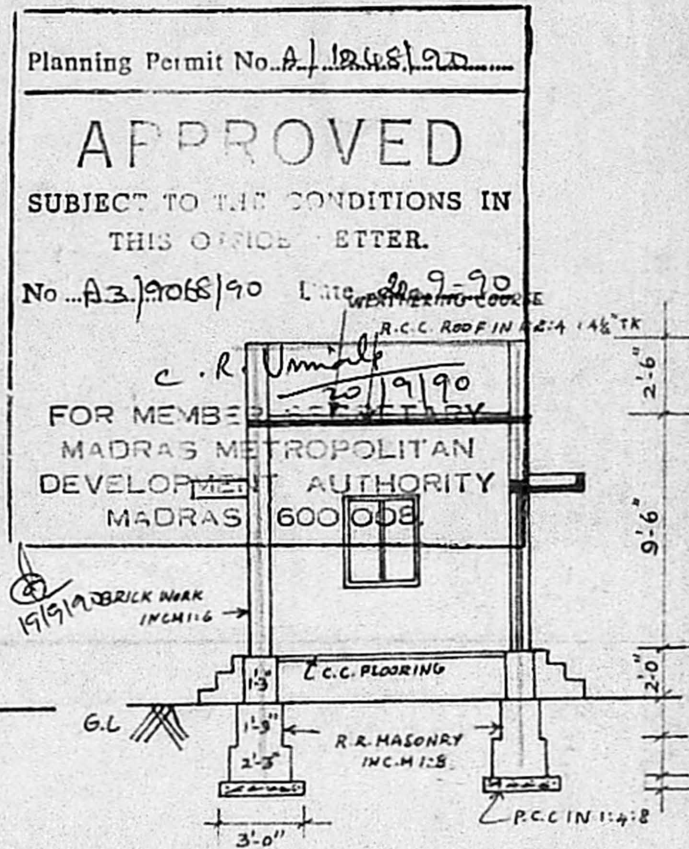 Planning Permit No. A/1248/90
APPROVED
SUBJECT TO THE CONDITIONS IN
THIS OFFICE LETTER.
No ... A3/9068/90 Date 20-9-90
WEATHERING COURSE
R.C.C. ROOF IN 1:2:4 : 4½" TK
2'-6"
C. R.
20/9/90
FOR MEMBER SECRETARY
MADRAS METROPOLITAN
DEVELOPMENT AUTHORITY
MADRAS 600 008.
9'-6"
19/9/90
BRICK WORK
IN CM 1:6
C.C. FLOORING
1'-3"
2'-0"
G.L
1'-9"
R.R. MASONRY
IN C.M 1:8
2'-3"
P.C.C IN 1:4:8
3'-0"